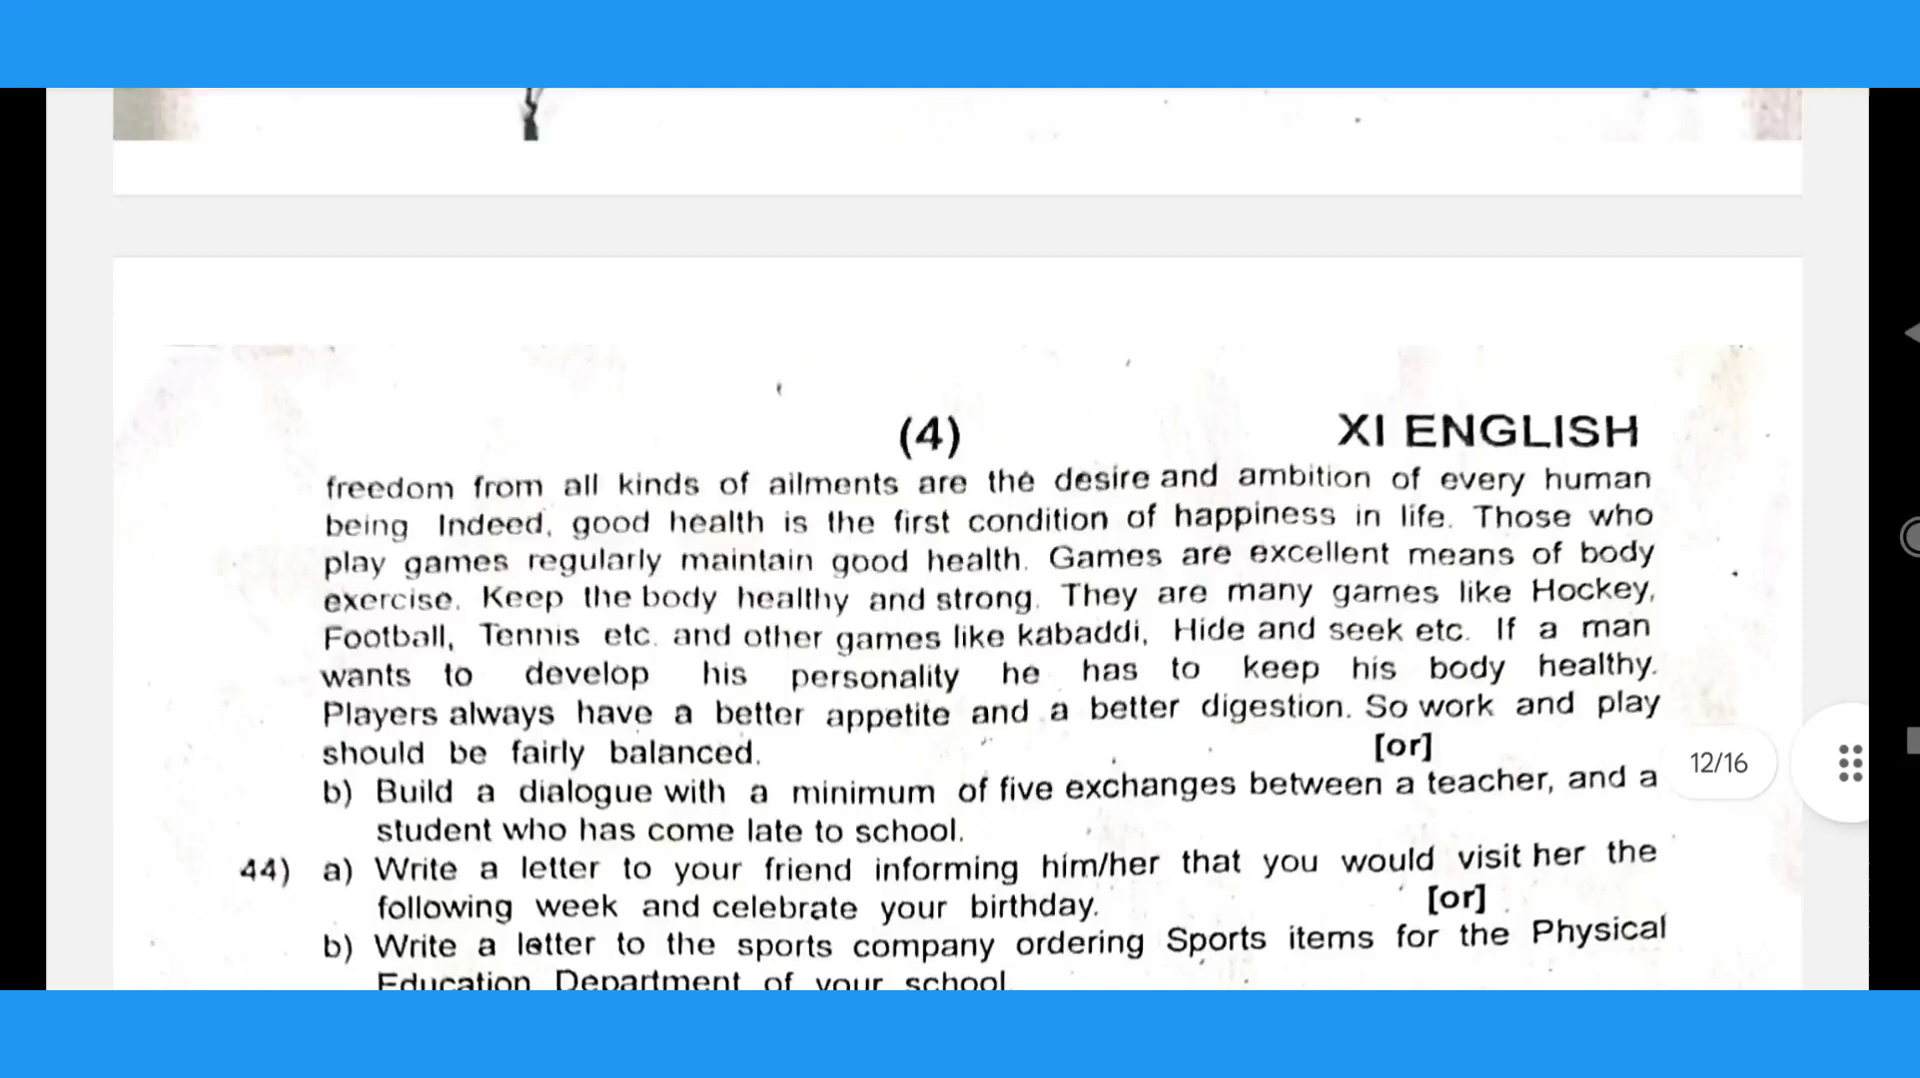 (4) XI ENGLISH
freedom from all kinds of ailments are the desire and ambition of every human
being Indeed, good health is the first condition of happiness in life. Those who
play games regularly maintain good health. Games are excellent means of body
exercise. Keep the body healthy and strong. They are many games like Hockey,
Football, Tennis etc. and other games like kabaddi, Hide and seek etc. If a man
wants to develop his personality he has to keep his body healthy.
Players always have a better appetite and a better digestion. So work and play
should be fairly balanced. [or]
b) Build a dialogue with a minimum of five exchanges between a teacher, and a
student who has come late to school.
44) a) Write a letter to your friend informing him/her that you would visit her the
following week and celebrate your birthday. [or]
b) Write a letter to the sports company ordering Sports items for the Physical
Education Department of your school.
12/16